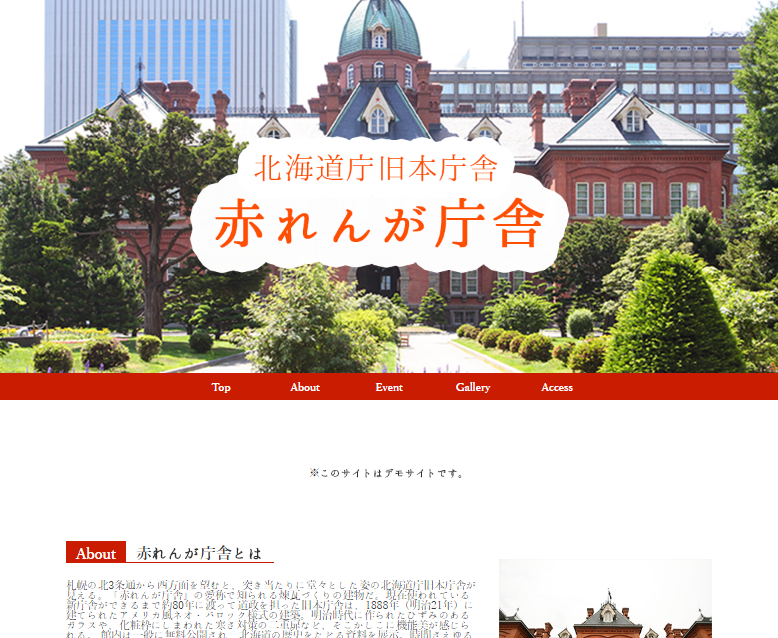 北海道庁旧本庁舎
赤れんが庁舎
Top About Event Gallery Access
※このサイトはデモサイトです。
About 赤れんが庁舎とは
札幌の北3条通から西方面を望むと、突き当たりに堂々とした姿の北海道庁旧本庁舎が
見える。「赤れんが庁舎」の愛称で知られる煉瓦づくりの建物だ。現在使われている
新庁舎ができるまで約80年に渡って道政を担った旧本庁舎は、1888年（明治21年）に
建てられたアメリカ風ネオ・バロック様式の建築。明治時代に作られたひずみのある
ガラスや、化粧枠にしまわれた寒さ対策の二重扉など、そこかしこに機能美が感じら
れる。館内は一般に無料公開され、北海道の歴史をたどる資料を展示。時間さえゆる